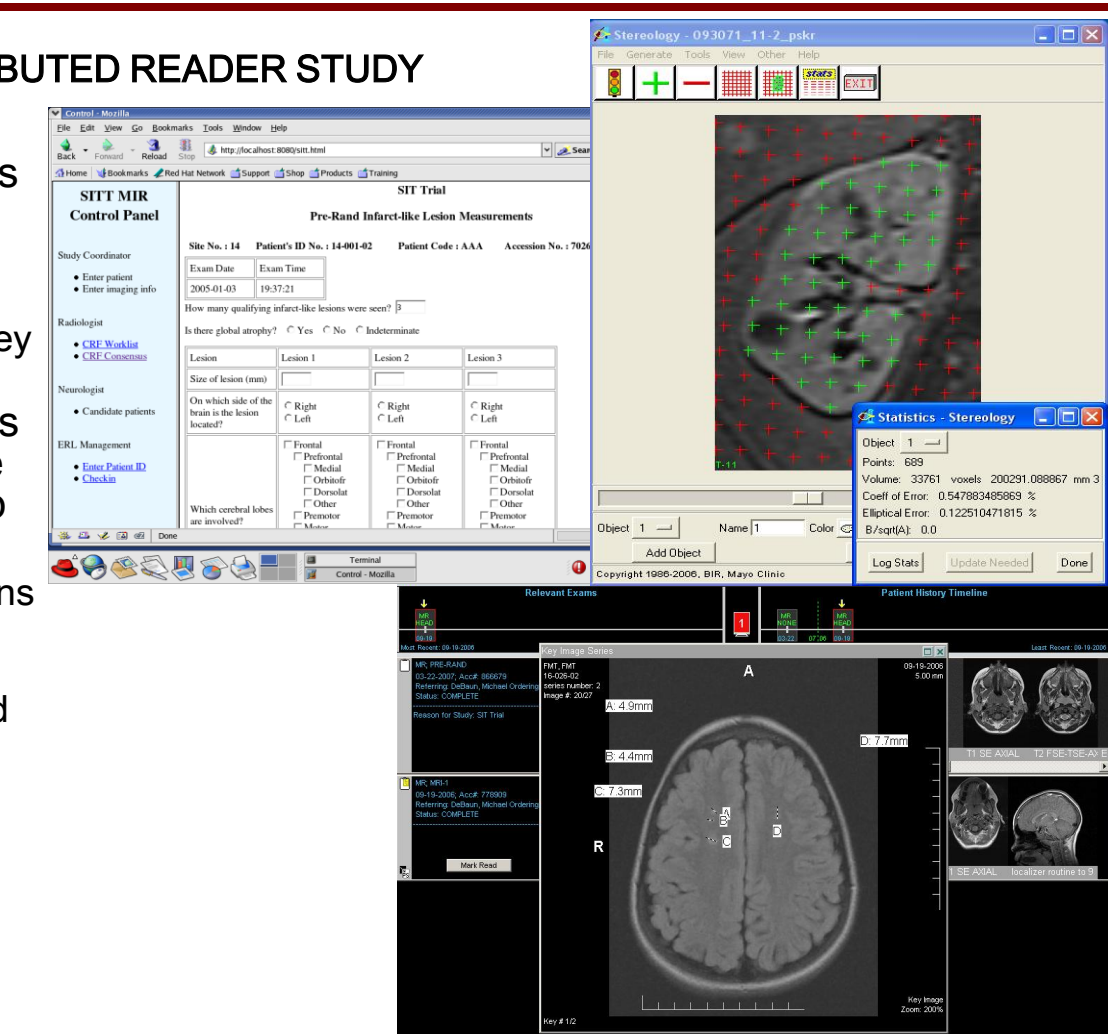 BUTED READER STUDY
s
ey
s
e
o
ns
d
Control - Mozilla
File Edit View Go Bookmarks Tools Window Help
Back Forward Reload Stop http://localhost:8080/sitt.html Sear
Home Bookmarks Red Hat Network Support Shop Products Training
SITT MIR
Control Panel
Study Coordinator
Enter patient
Enter imaging info
Radiologist
CRF Worklist
CRF Consensus
Neurologist
Candidate patients
ERL Management
Enter Patient ID
Checkin
SIT Trial
Pre-Rand Infarct-like Lesion Measurements
Site No. : 14 Patient's ID No. : 14-001-02 Patient Code : AAA Accession No. : 7026
Exam Date Exam Time
2005-01-03 19:37:21
How many qualifying infarct-like lesions were seen? 3
Is there global atrophy? Yes No Indeterminate
Lesion Lesion 1 Lesion 2 Lesion 3
Size of lesion (mm)
On which side of the
brain is the lesion
located?
Right Right Right
Left Left Left
Which cerebral lobes
are involved?
Frontal Frontal Frontal
Prefrontal Prefrontal Prefrontal
Medial Medial Medial
Orbitofr Orbitofr Orbitofr
Dorsolat Dorsolat Dorsolat
Other Other Other
Premotor Premotor Premotor
Motor Motor Motor
Done
Terminal
Control - Mozilla
Stereology - 093071_11-2_pskr
File Generate Tools View Other Help
stats
EXIT
T-11
Object 1 Name 1 Color
Add Object
Copyright 1986-2006, BIR, Mayo Clinic
Statistics - Stereology
Object 1
Points: 689
Volume: 33761 voxels 200291.088867 mm 3
Coeff of Error: 0.547883485869 %
Elliptical Error: 0.122510471815 %
B/sqrt(A): 0.0
Log Stats Update Needed Done
Relevant Exams
MR
HEAD
09-19
Most Recent: 09-19-2006
1
Patient History Timeline
MR
NONE
03-22
07:06
MR
HEAD
09-19
Least Recent: 09-19-2006
MR; PRE-RAND
03-22-2007; Acc# 866679
Referring: DeBaun, Michael Ordering
Status: COMPLETE
Reason for Study: SIT Trial
MR; MRI-1
09-19-2006; Acc# 778909
Referring: DeBaun, Michael Ordering
Status: COMPLETE
Mark Read
Key Image Series
FMT, FMT
16-026-02
series number: 2
Image #: 20/27
A
09-19-2006
5.00 mm
A: 4.9mm
B: 4.4mm
C: 7.3mm
D: 7.7mm
A
B
C
D
R
Key # 1/2
Key Image
Zoom: 200%
T1 SE AXIAL T2 FSE-TSE-AX E
1 SE AXIAL localizer routine to 9